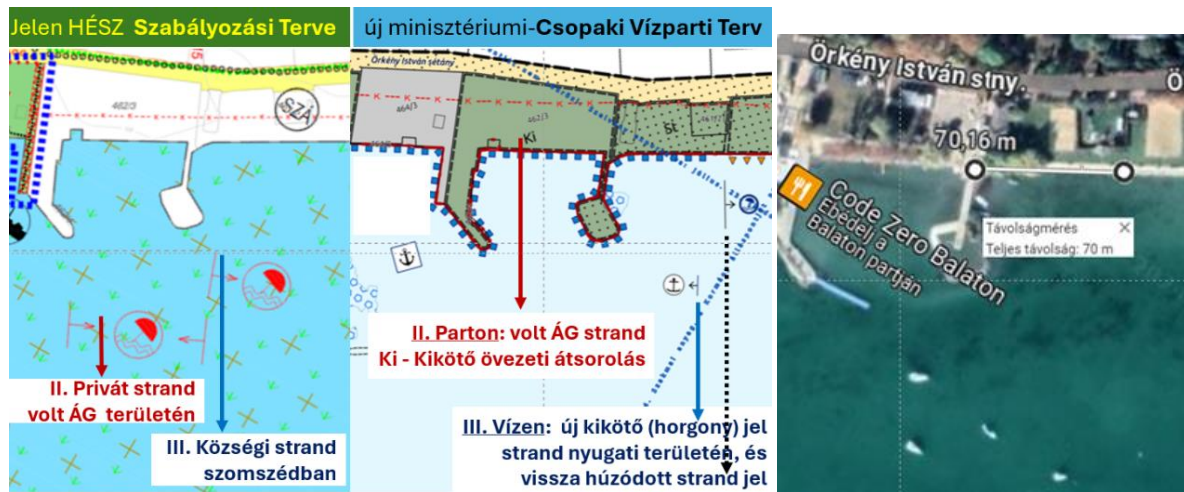 Jelen HÉSZ Szabályozási Terve
462/3
SZÁ
II. Privát strand
volt ÁG területén
III. Községi strand
szomszédban
új minisztériumi-Csopaki Vízparti Terv
Örkény István sétány
464/3
462/3
Ki
St
II. Parton: volt ÁG strand
Ki - Kikötő övezeti átsorolás
III. Vízen: új kikötő (horgony) jel
strand nyugati területén, és
vissza húzódott strand jel
Örkény István stny.
Ö
70,16 m
Code Zero Balaton
Ebédelj a
Balaton partján
Távolságmérés
Teljes távolság: 70 m